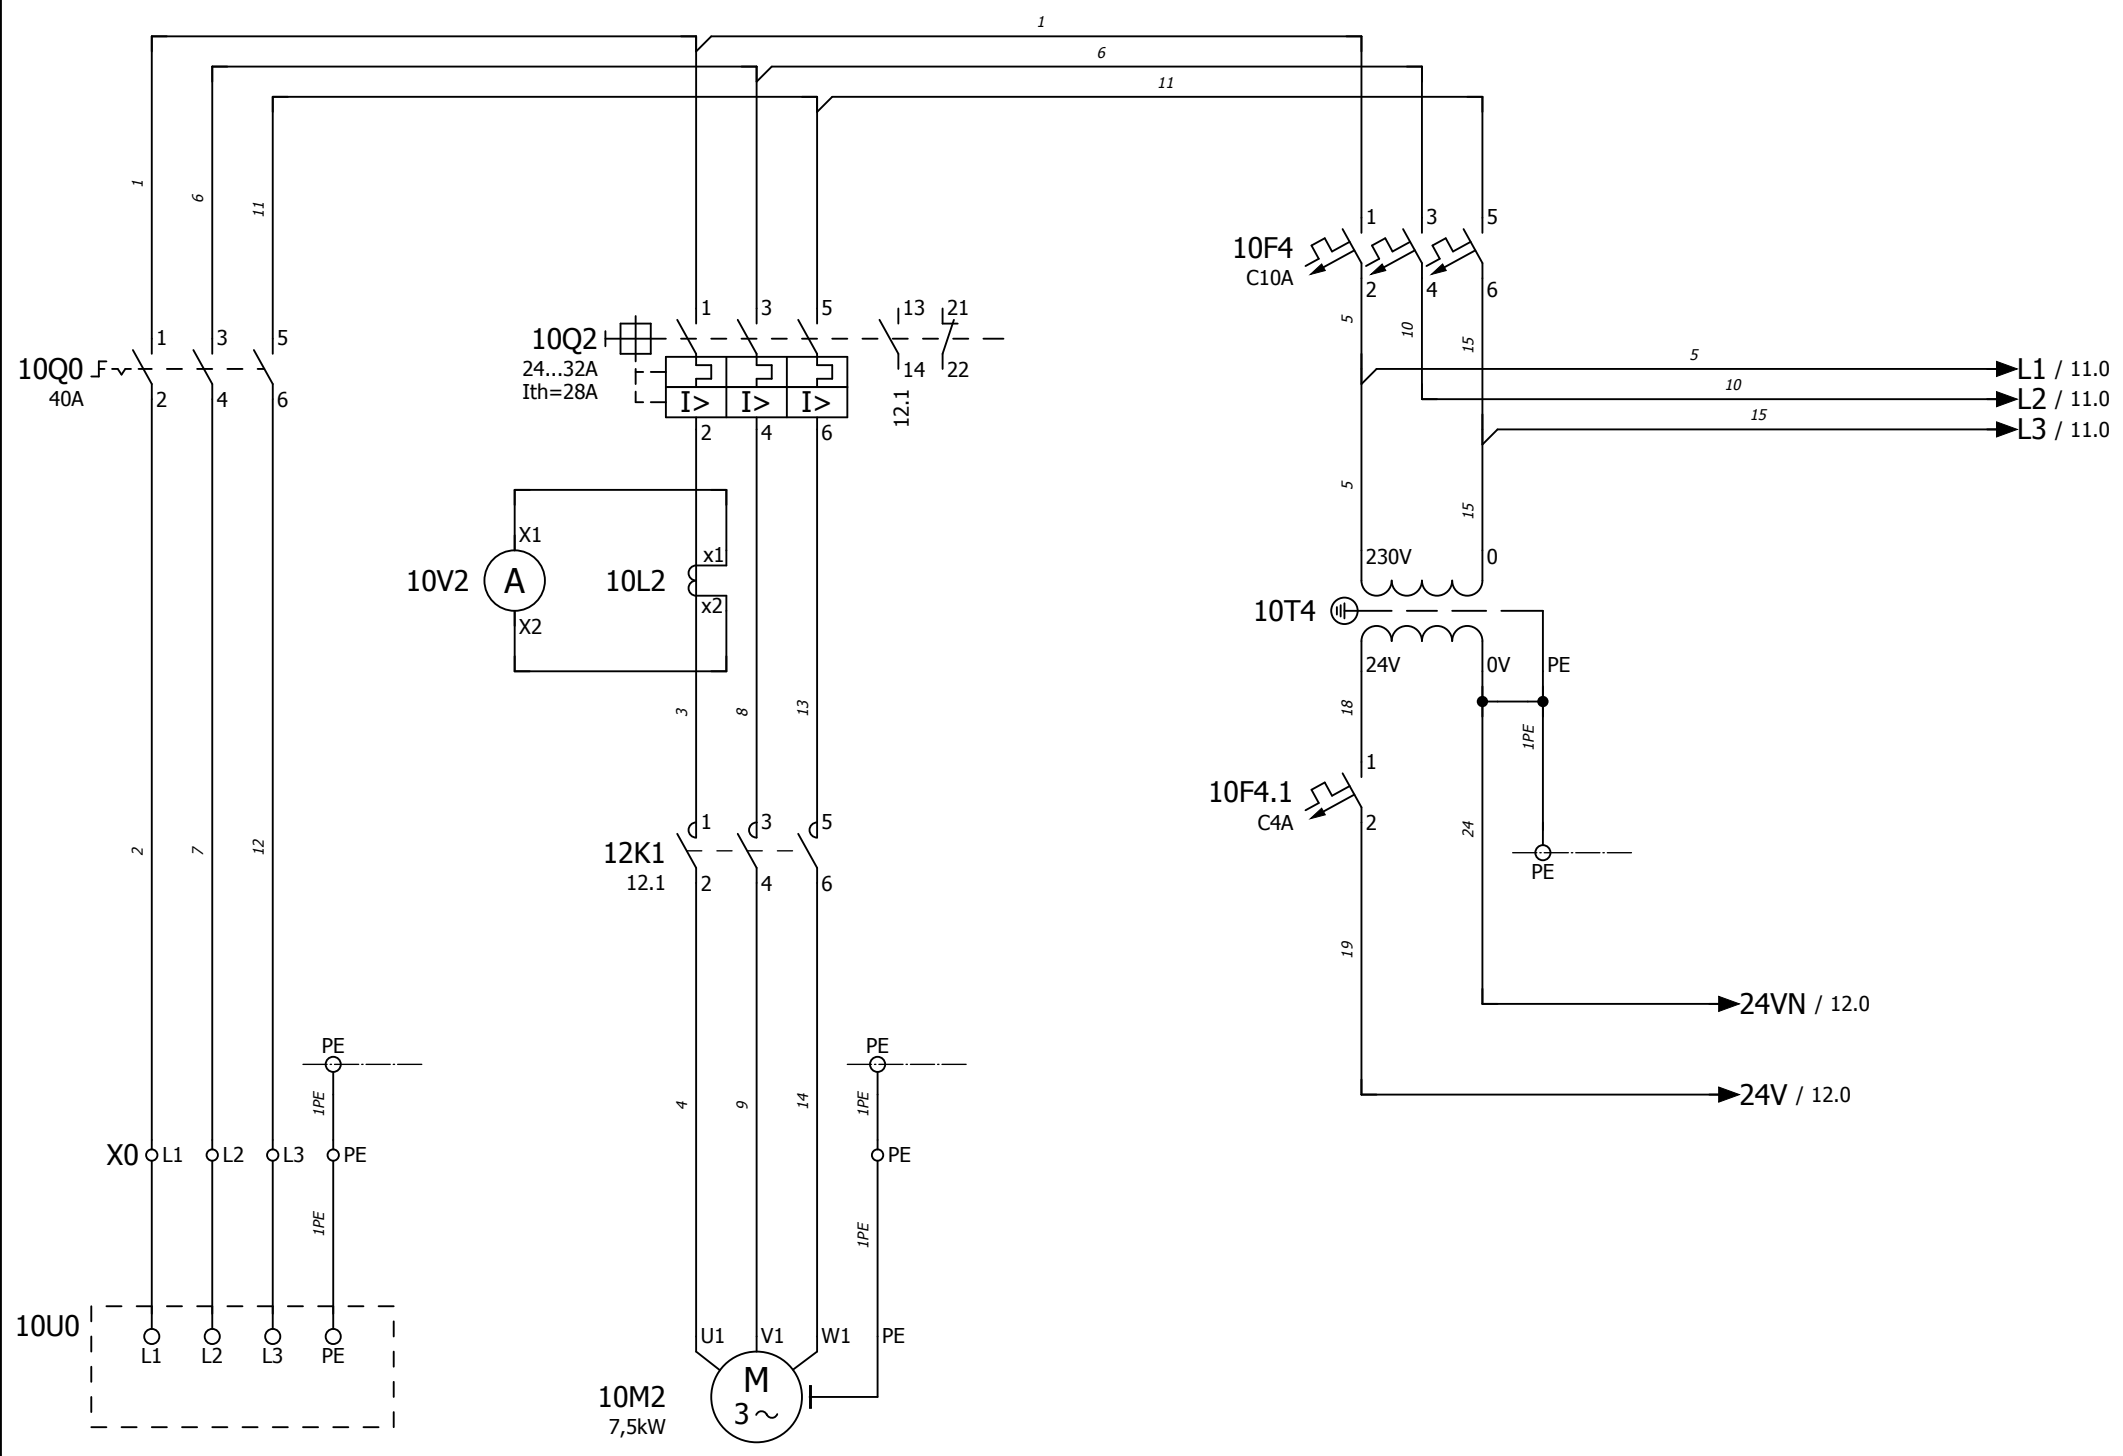 1
6
11
1
6
11
1 3 5
10F4
C10A
2 4 6
5
10
15
1 3 5
13 21
10Q2
24...32A
Ith=28A
14 22
12.1
I> I> I>
2 4 6
1 3 5
10Q0
40A
2 4 6
5
L1 / 11.0
10
L2 / 11.0
15
L3 / 11.0
5
15
X1
10V2
A
X2
x1
10L2
x2
230V 0
10T4
24V 0V PE
3
8
13
18
1PE
1
10F4.1
C4A
2
24
PE
1 3 5
12K1
12.1
2 4 6
2
7
12
19
24VN / 12.0
24V / 12.0
PE
1PE
PE
1PE
4
9
14
X0 L1 L2 L3 PE
PE
1PE
1PE
10U0
L1 L2 L3 PE
U1 V1 W1 PE
M
3~
10M2
7,5kW